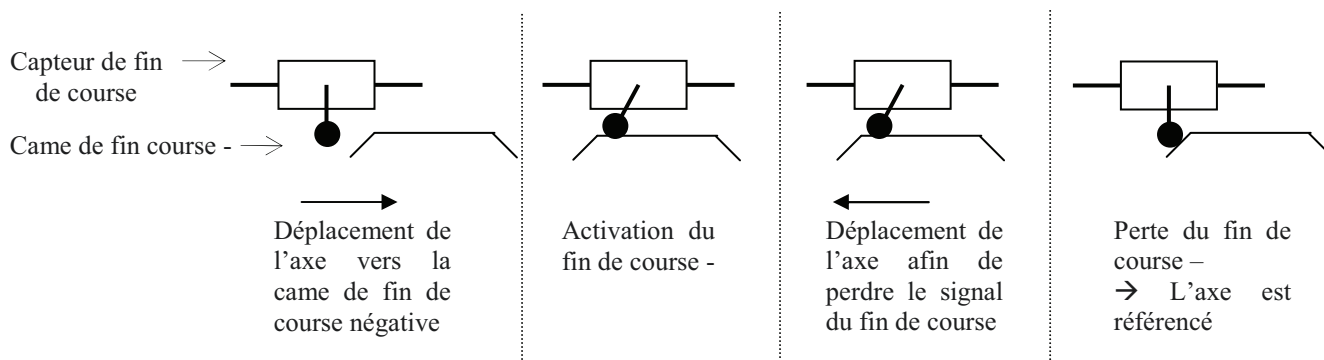 Capteur de fin
de course
Came de fin course -
Déplacement de
l'axe vers la
came de fin de
course négative
Activation du
fin de course -
Déplacement de
l'axe afin de
perdre le signal
du fin de course
Perte du fin de
course –
→ L'axe est
référencé